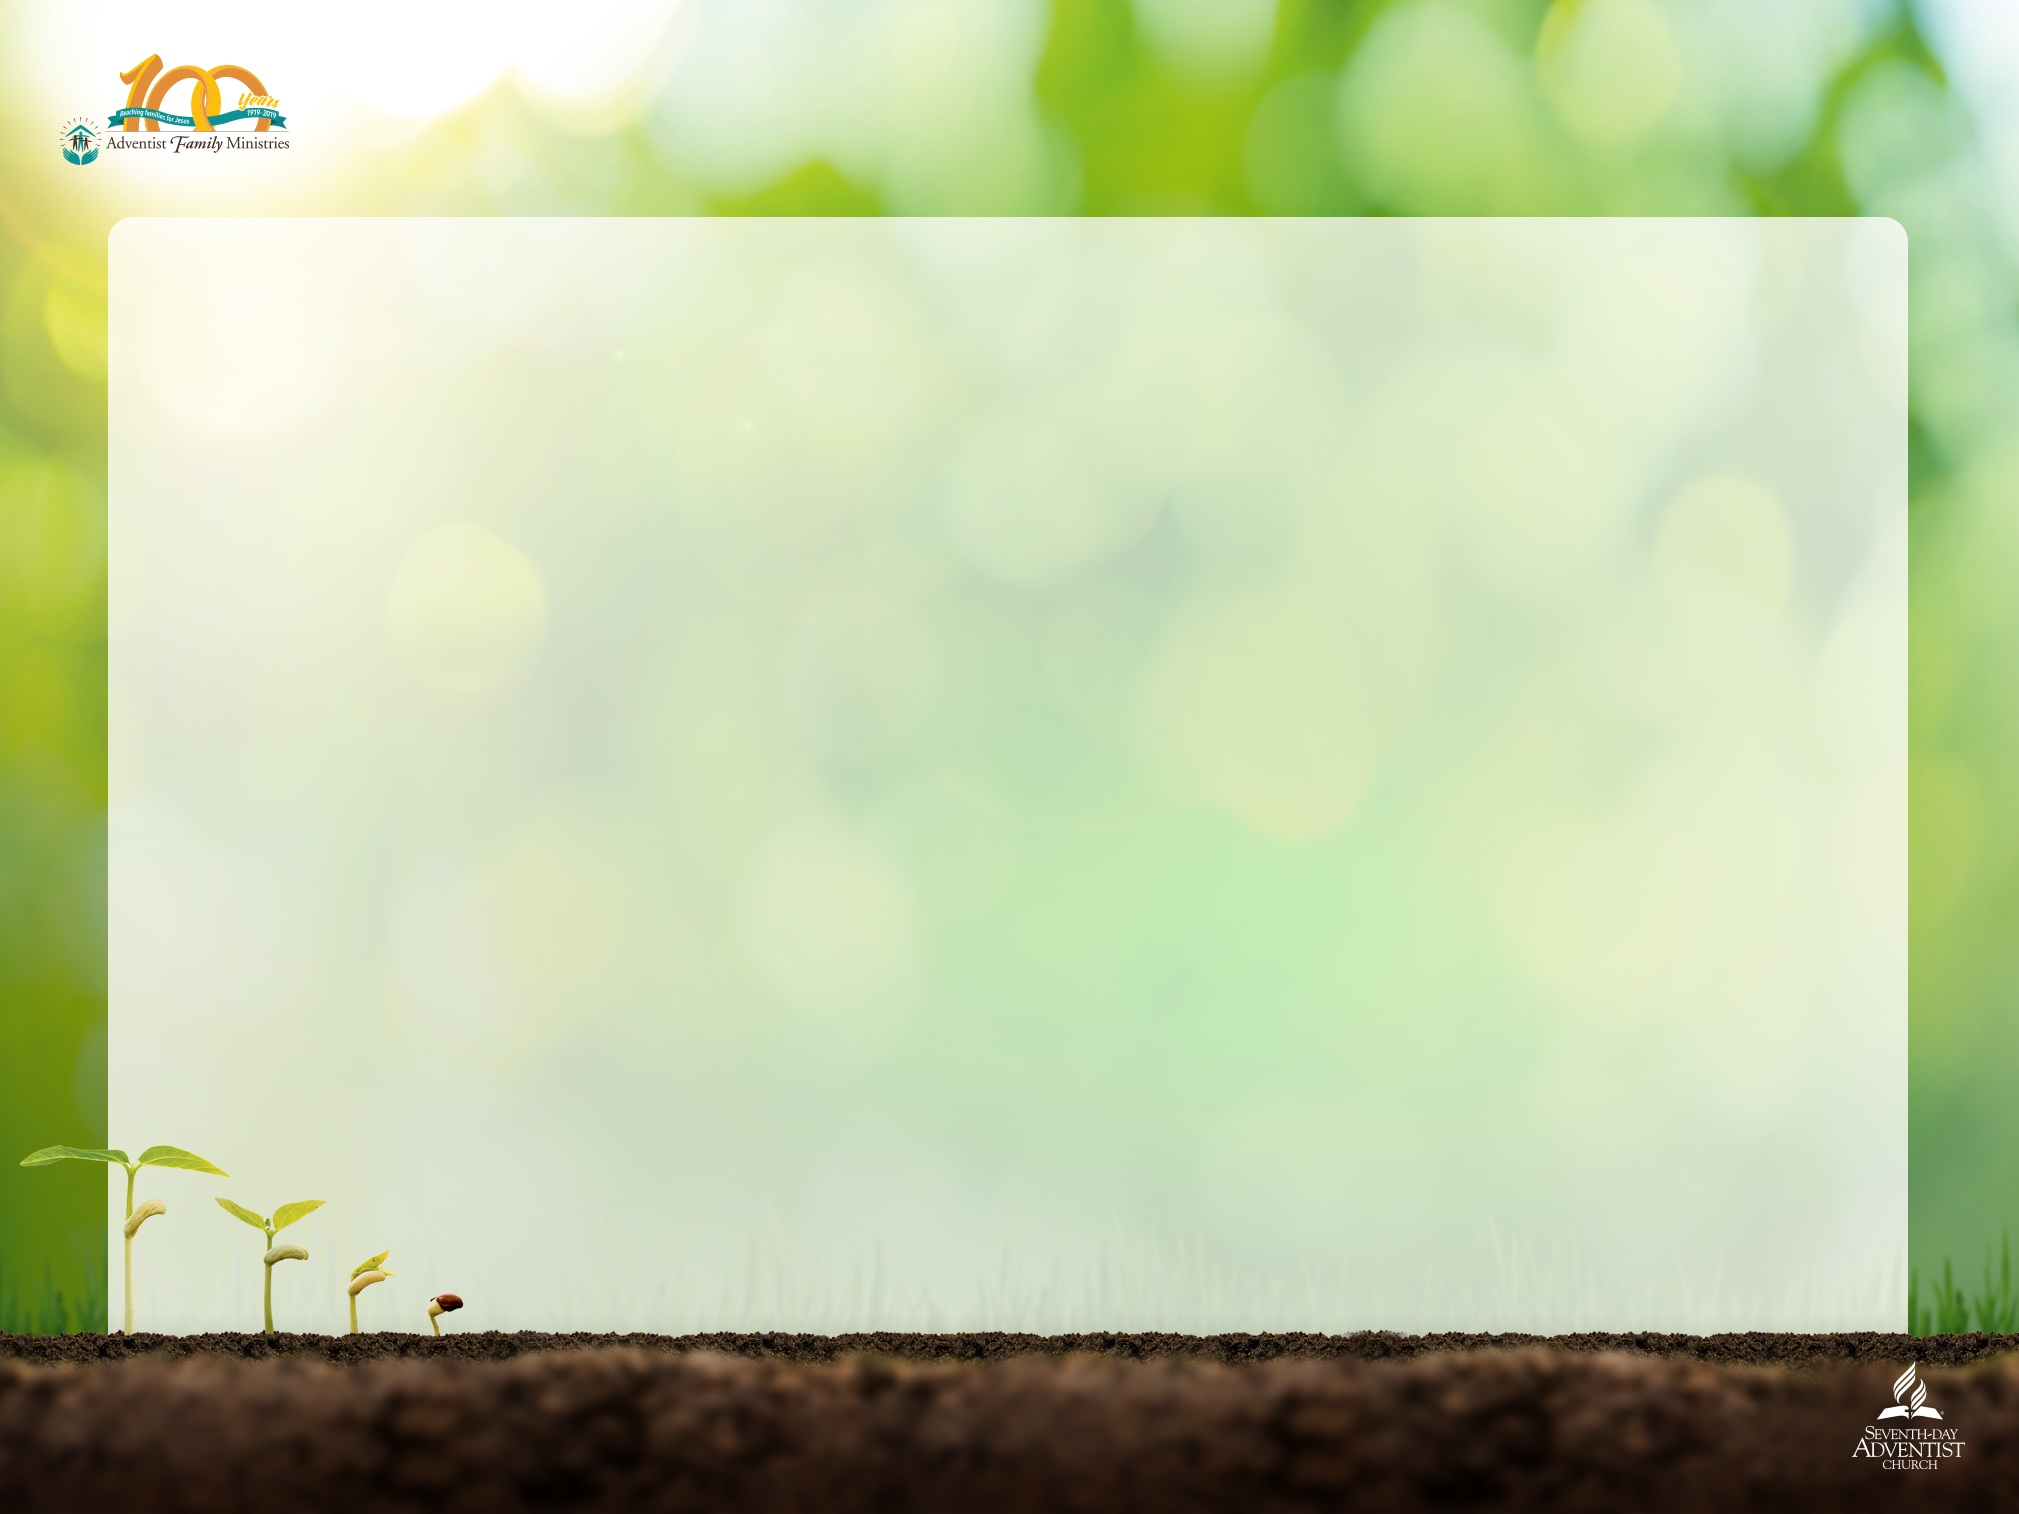 100
Years
Reaching families for Jesus
1919-2019
Adventist Family Ministries
SEVENTH-DAY
ADVENTIST
CHURCH